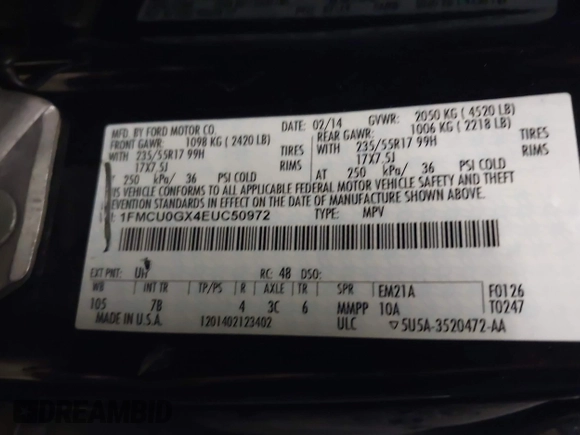 MFD. BY FORD MOTOR CO. DATE: 02/14 GVWR: 2050 KG ( 4520 LB)
FRONT GAWR: 1098 KG ( 2420 LB) REAR GAWR: 1006 KG ( 2218 LB)
WITH 235/55R17 99H TIRES WITH 235/55R17 99H TIRES
17X7.5J RIMS 17X7.5J RIMS
AT 250 kPa/ 36 PSI COLD AT 250 kPa/ 36 PSI COLD
IS VEHICLE CONFORMS TO ALL APPLICABLE FEDERAL MOTOR VEHICLE SAFETY AND THEFT
EVENTION STANDARDS IN EFFECT ON THE DATE OF MANUFACTURE SHOWN ABOVE.
1FMCU0GX4EUC50972 TYPE: MPV
EXT PNT: UH RC: 48 DSO:
WB INT TR TP/PS R AXLE TR SPR EM21A F0126
105 7B 4 3C 6 MMPP 10A T0247
MADE IN U.S.A. 1201402123402 ULC ▽5U5A-3520472-AA
DREAMBID